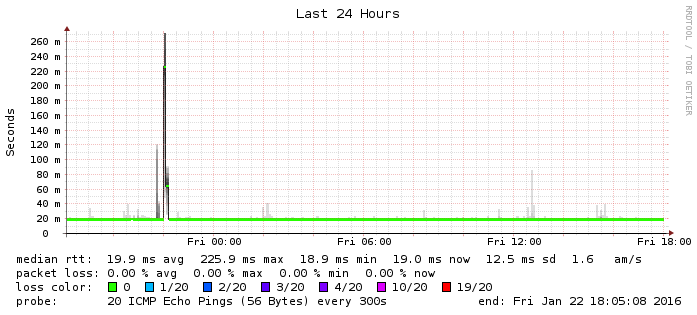 Last 24 Hours
RRDTOOL / TOBI OETIKER
Seconds
260 m
240 m
220 m
200 m
180 m
160 m
140 m
120 m
100 m
80 m
60 m
40 m
20 m
0
Fri 00:00 Fri 06:00 Fri 12:00 Fri 18:00
median rtt: 19.9 ms avg 225.9 ms max 18.9 ms min 19.0 ms now 12.5 ms sd 1.6 am/s
packet loss: 0.00 % avg 0.00 % max 0.00 % min 0.00 % now
loss color: 0 1/20 2/20 3/20 4/20 10/20 19/20
probe: 20 ICMP Echo Pings (56 Bytes) every 300s end: Fri Jan 22 18:05:08 2016